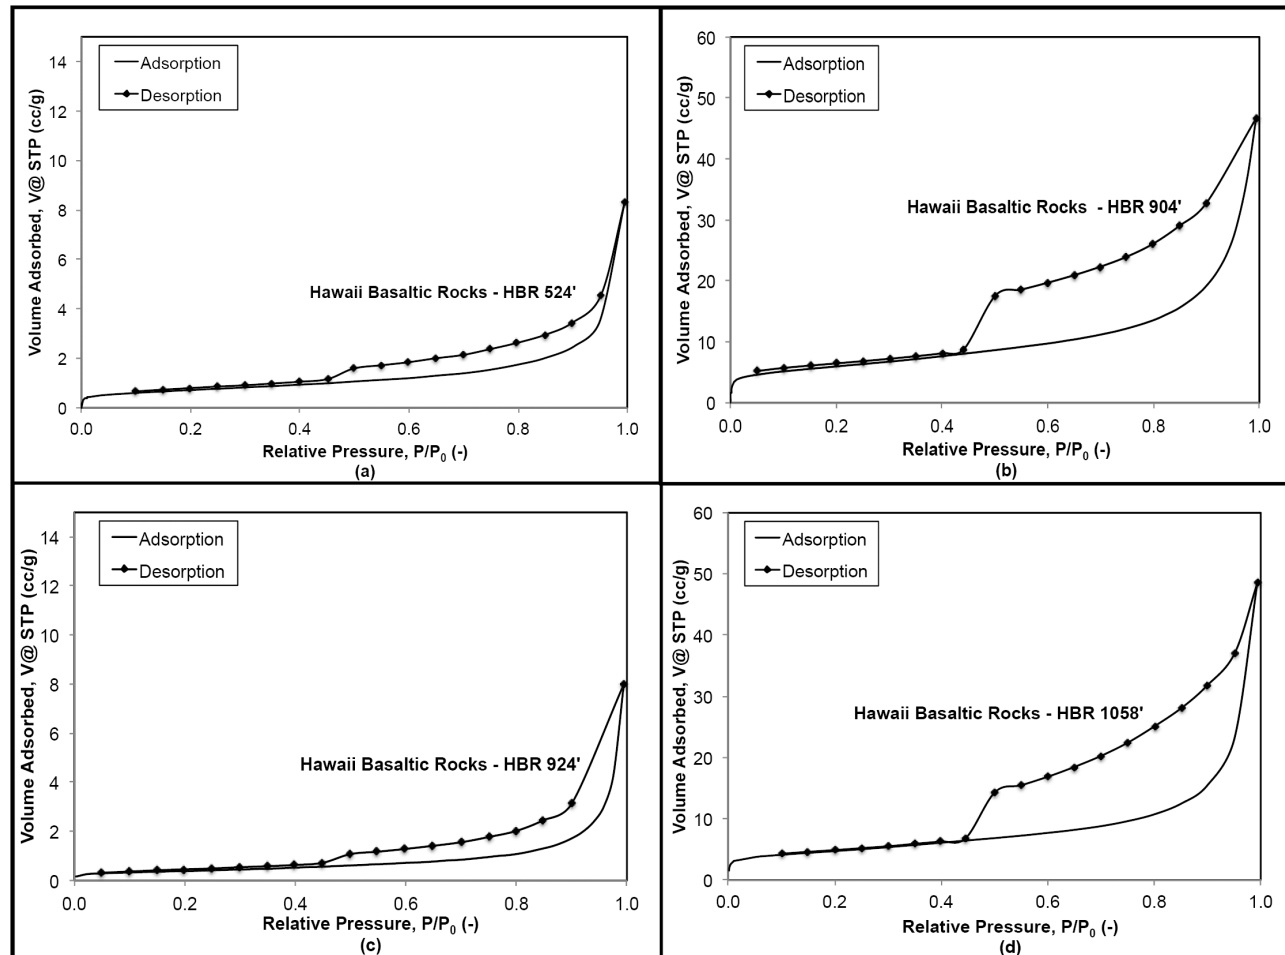 Volume Adsorbed, V@ STP (cc/g)
14
12
10
8
6
4
2
0
Adsorption
Desorption
Hawaii Basaltic Rocks - HBR 524'
0.0 0.2 0.4 0.6 0.8 1.0
Relative Pressure, P/P₀ (-)
(a)
Volume Adsorbed, V@ STP (cc/g)
60
50
40
30
20
10
0
Adsorption
Desorption
Hawaii Basaltic Rocks - HBR 904'
0.0 0.2 0.4 0.6 0.8 1.0
Relative Pressure, P/P₀ (-)
(b)
Volume Adsorbed, V@ STP (cc/g)
14
12
10
8
6
4
2
0
Adsorption
Desorption
Hawaii Basaltic Rocks - HBR 924'
0.0 0.2 0.4 0.6 0.8 1.0
Relative Pressure, P/P₀ (-)
(c)
Volume Adsorbed, V@ STP (cc/g)
60
50
40
30
20
10
0
Adsorption
Desorption
Hawaii Basaltic Rocks - HBR 1058'
0.0 0.2 0.4 0.6 0.8 1.0
Relative Pressure, P/P₀ (-)
(d)